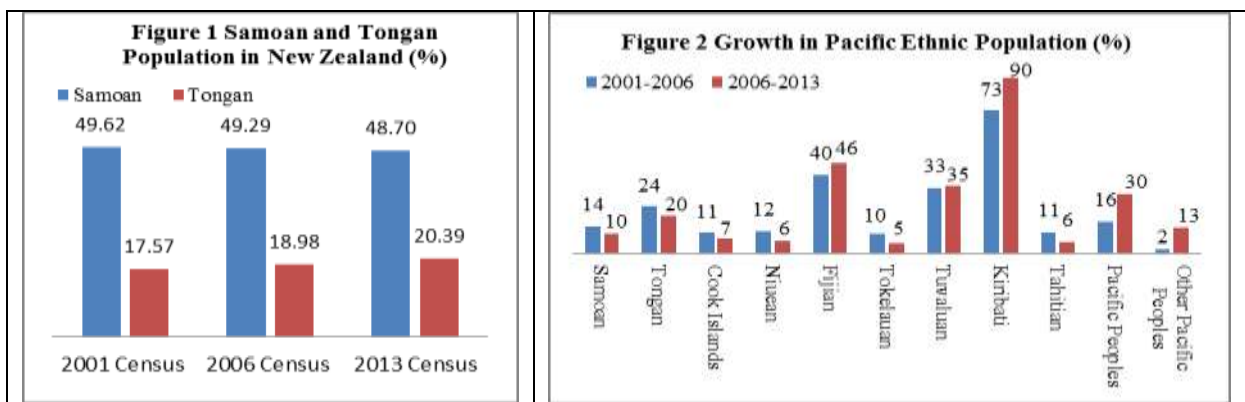 Figure 1 Samoan and Tongan
Population in New Zealand (%)
Samoan Tongan
49.62 49.29 48.70
17.57 18.98 20.39
2001 Census 2006 Census 2013 Census
Figure 2 Growth in Pacific Ethnic Population (%)
2001-2006 2006-2013
14 10 24 20 11 7 12 6 40 46 10 5 33 35 73 90 11 6 16 30 2 13
Samoan
Tongan
Cook Islands
Niuean
Fijian
Tokelauan
Tuvaluan
Kiribati
Tahitian
Pacific Peoples
Other Pacific
Peoples